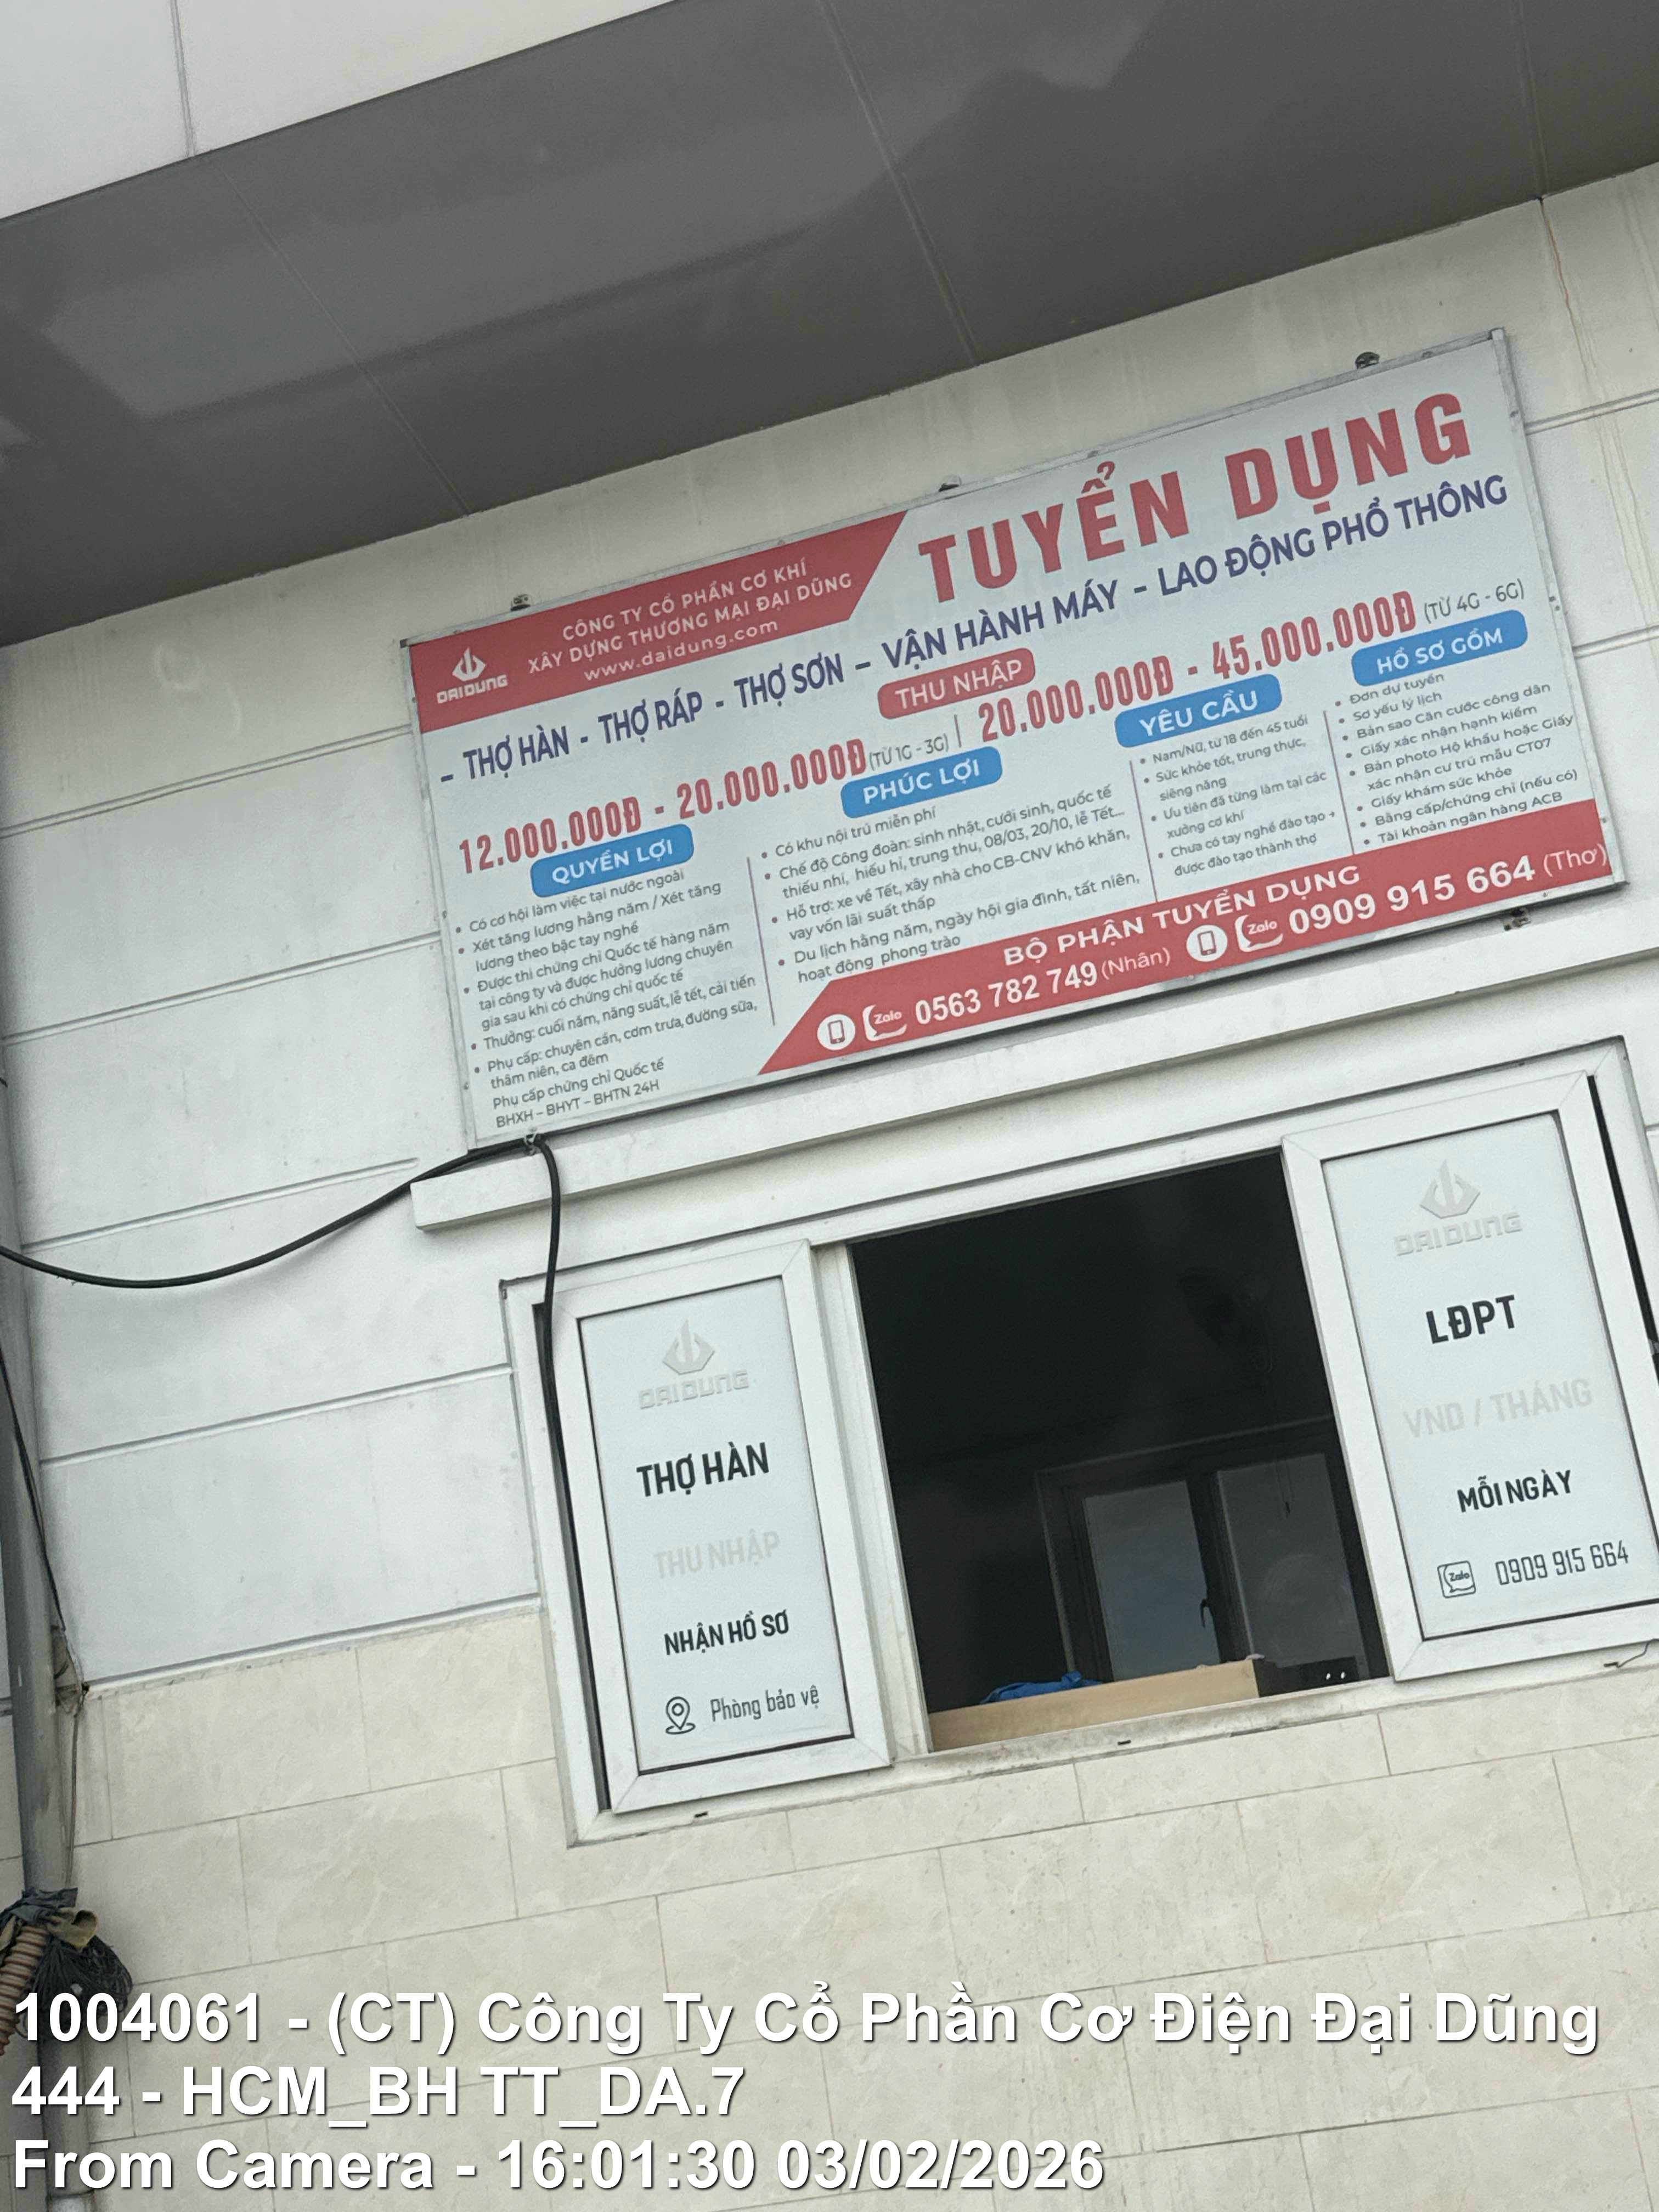 DAI DUNG
CÔNG TY CỔ PHẦN CƠ KHÍ
XÂY DỰNG THƯƠNG MẠI ĐẠI DŨNG
www.daidung.com
TUYỂN DỤNG
- THỢ HÀN - THỢ RÁP - THỢ SƠN – VẬN HÀNH MÁY - LAO ĐỘNG PHỔ THÔNG
THU NHẬP
12.000.000Đ - 20.000.000Đ (TỪ 1G - 3G) | 20.000.000Đ - 45.000.000Đ (TỪ 4G - 6G)
QUYỀN LỢI
• Có cơ hội làm việc tại nước ngoài
• Xét tăng lương hằng năm / Xét tăng
lương theo bậc tay nghề
• Được thi chứng chỉ Quốc tế hàng năm
tại công ty và được hưởng lương chuyên
gia sau khi có chứng chỉ quốc tế
• Thưởng: cuối năm, năng suất, lễ tết, cải tiến
• Phụ cấp: chuyên cần, cơm trưa, đường sữa,
thâm niên, ca đêm
Phụ cấp chứng chỉ Quốc tế
BHXH – BHYT – BHTN 24H
PHÚC LỢI
• Có khu nội trú miễn phí
• Chế độ Công đoàn: sinh nhật, cưới sinh, quốc tế
thiếu nhi, hiếu hỉ, trung thu, 08/03, 20/10, lễ Tết...
• Hỗ trợ: xe về Tết, xây nhà cho CB-CNV khó khăn,
vay vốn lãi suất thấp
• Du lịch hằng năm, ngày hội gia đình, tất niên,
hoạt động phong trào
YÊU CẦU
• Nam/Nữ, từ 18 đến 45 tuổi
• Sức khỏe tốt, trung thực,
siêng năng
• Ưu tiên đã từng làm tại các
xưởng cơ khí
• Chưa có tay nghề đào tạo +
được đào tạo thành thợ
HỒ SƠ GỒM
• Đơn dự tuyển
• Sơ yếu lý lịch
• Bản sao Căn cước công dân
• Giấy xác nhận hạnh kiểm
• Bản photo Hộ khẩu hoặc Giấy
xác nhận cư trú mẫu CT07
• Giấy khám sức khỏe
• Bằng cấp/chứng chỉ (nếu có)
• Tài khoản ngân hàng ACB
BỘ PHẬN TUYỂN DỤNG
Zalo 0563 782 749 (Nhân) Zalo 0909 915 664 (Thơ)
DAI DUNG
THỢ HÀN
THU NHẬP
NHẬN HỒ SƠ
Phòng bảo vệ
DAI DUNG
LĐPT
VND / THÁNG
MỖI NGÀY
Zalo 0909 915 664
1004061 - (CT) Công Ty Cổ Phần Cơ Điện Đại Dũng
444 - HCM_BH TT_DA.7
From Camera - 16:01:30 03/02/2026